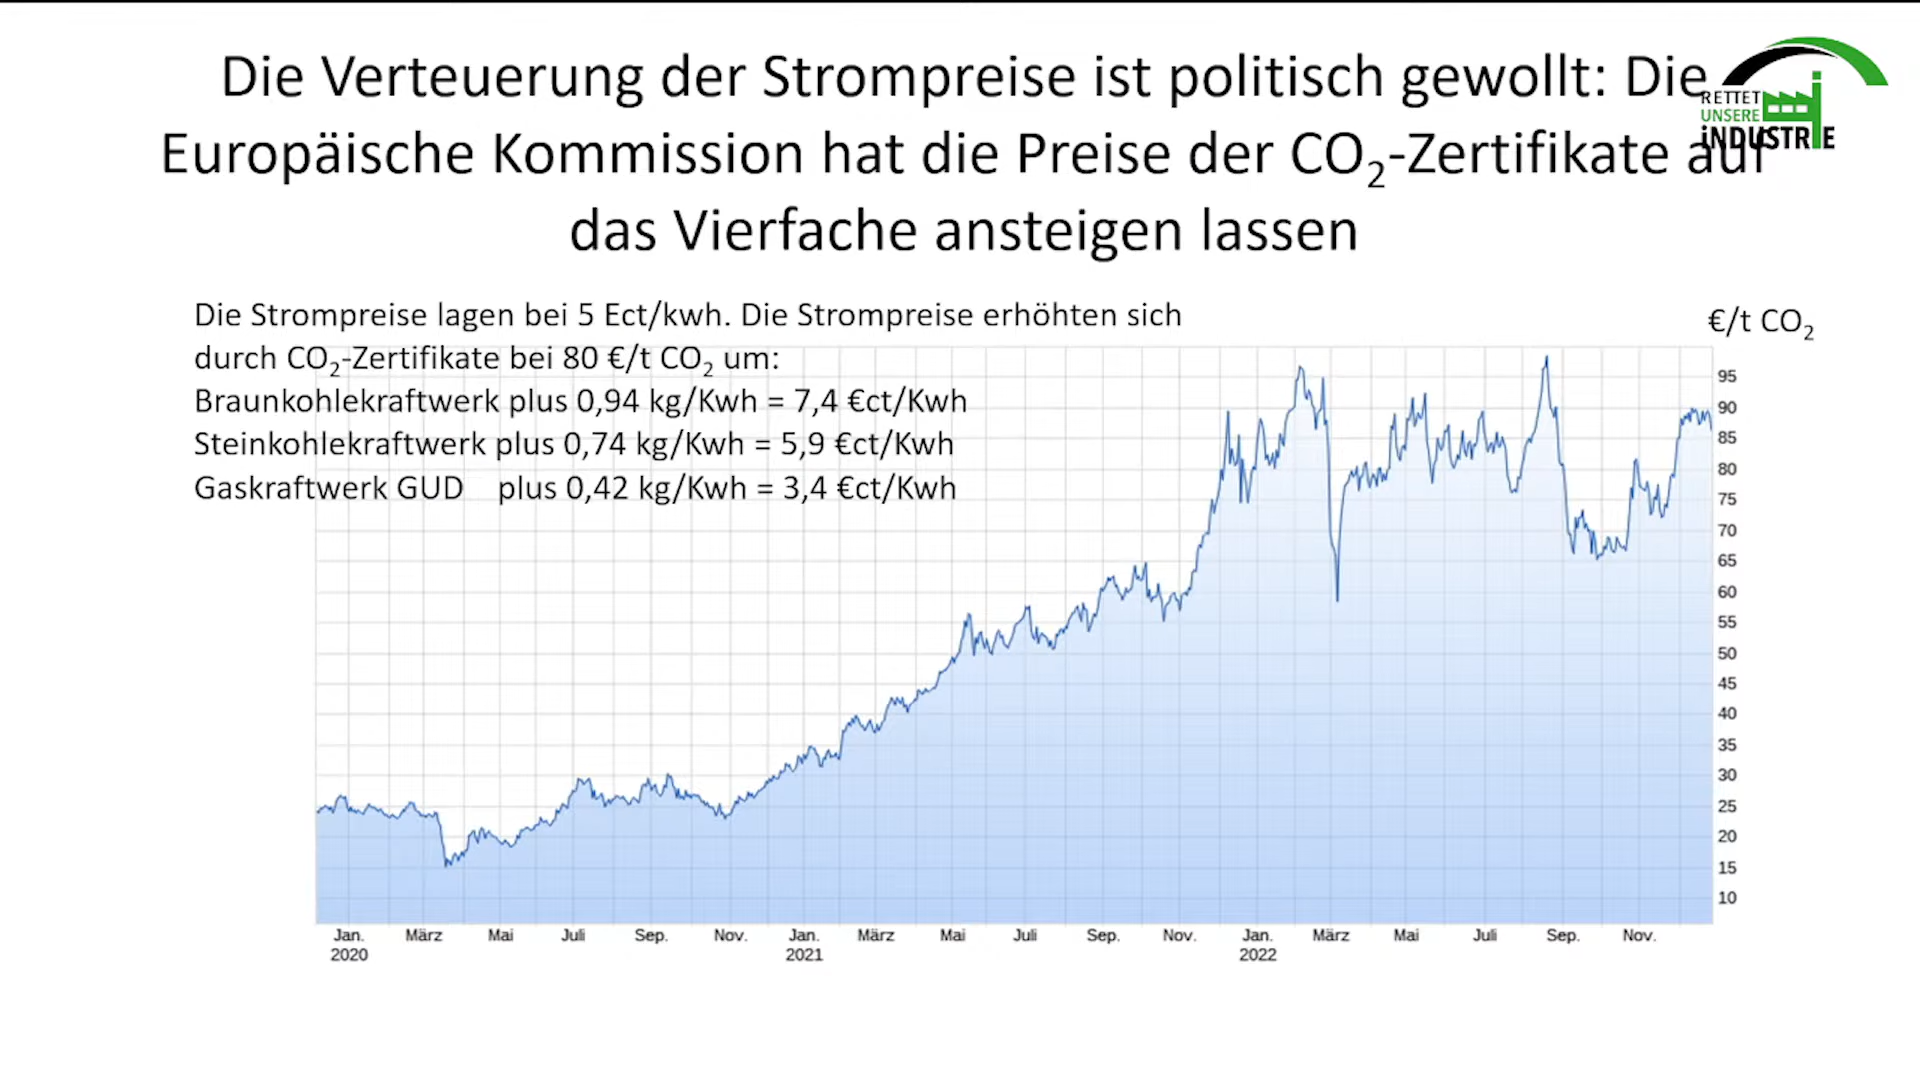 Die Verteuerung der Strompreise ist politisch gewollt: Die
Europäische Kommission hat die Preise der CO₂-Zertifikate auf
das Vierfache ansteigen lassen
RETTET
UNSERE
iNDUSTRiE
Die Strompreise lagen bei 5 Ect/kwh. Die Strompreise erhöhten sich
durch CO₂-Zertifikate bei 80 €/t CO₂ um:
Braunkohlekraftwerk plus 0,94 kg/Kwh = 7,4 €ct/Kwh
Steinkohlekraftwerk plus 0,74 kg/Kwh = 5,9 €ct/Kwh
Gaskraftwerk GUD plus 0,42 kg/Kwh = 3,4 €ct/Kwh
€/t CO₂
95
90
85
80
75
70
65
60
55
50
45
40
35
30
25
20
15
10
Jan. März Mai Juli Sep. Nov. Jan. März Mai Juli Sep. Nov. Jan. März Mai Juli Sep. Nov.
2020 2021 2022